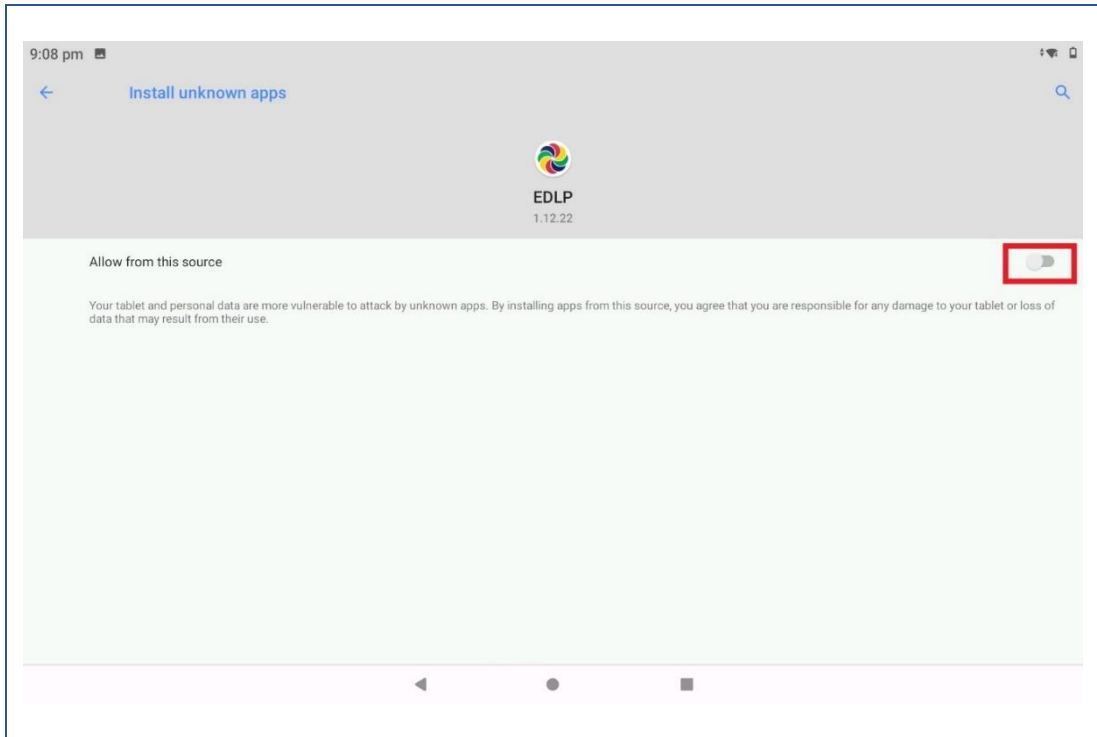 9:08 pm
Install unknown apps
EDLP
1.12.22
Allow from this source
Your tablet and personal data are more vulnerable to attack by unknown apps. By installing apps from this source, you agree that you are responsible for any damage to your tablet or loss of
data that may result from their use.